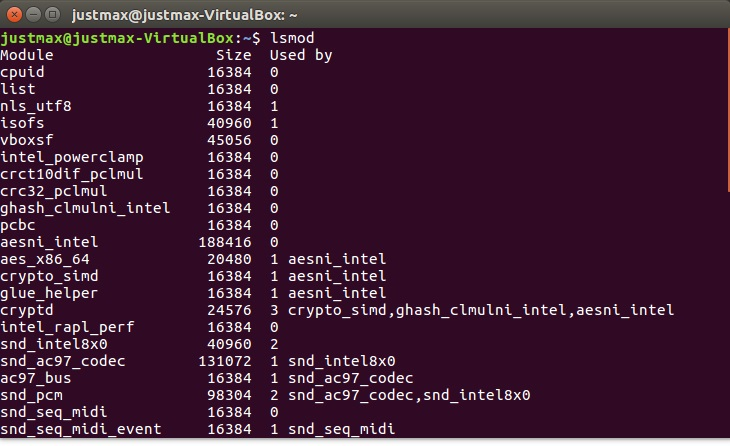 justmax@justmax-VirtualBox: ~
justmax@justmax-VirtualBox:~$ lsmod
Module                  Size  Used by
cpuid                  16384  0
list                   16384  0
nls_utf8               16384  1
isofs                  40960  1
vboxsf                 45056  0
intel_powerclamp       16384  0
crct10dif_pclmul       16384  0
crc32_pclmul           16384  0
ghash_clmulni_intel    16384  0
pcbc                   16384  0
aesni_intel           188416  0
aes_x86_64             20480  1 aesni_intel
crypto_simd            16384  1 aesni_intel
glue_helper            16384  1 aesni_intel
cryptd                 24576  3 crypto_simd,ghash_clmulni_intel,aesni_intel
intel_rapl_perf        16384  0
snd_intel8x0           40960  2
snd_ac97_codec        131072  1 snd_intel8x0
ac97_bus               16384  1 snd_ac97_codec
snd_pcm                98304  2 snd_ac97_codec,snd_intel8x0
snd_seq_midi           16384  0
snd_seq_midi_event     16384  1 snd_seq_midi